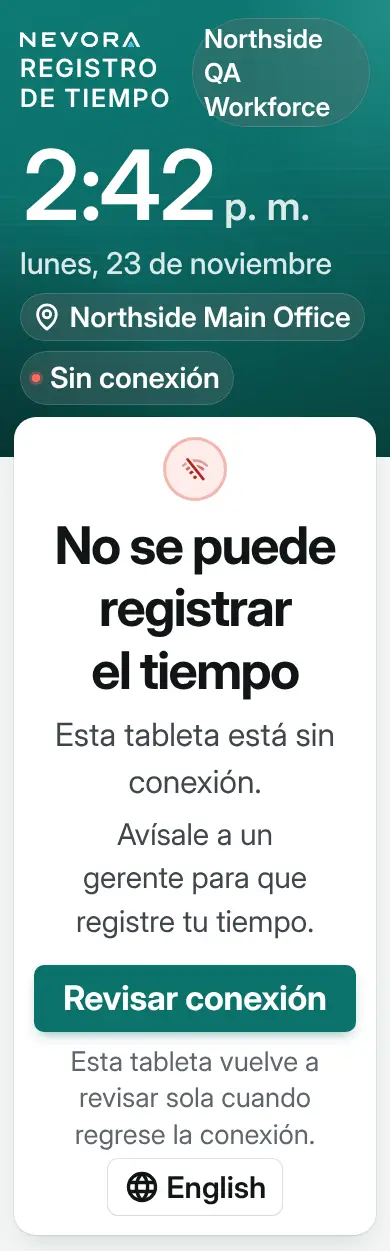 NEVORA
REGISTRO
DE TIEMPO
Northside
QA
Workforce
2:42 p. m.
lunes, 23 de noviembre
Northside Main Office
Sin conexión
No se puede
registrar
el tiempo
Esta tableta está sin
conexión.
Avísale a un
gerente para que
registre tu tiempo.
Revisar conexión
Esta tableta vuelve a
revisar sola cuando
regrese la conexión.
English